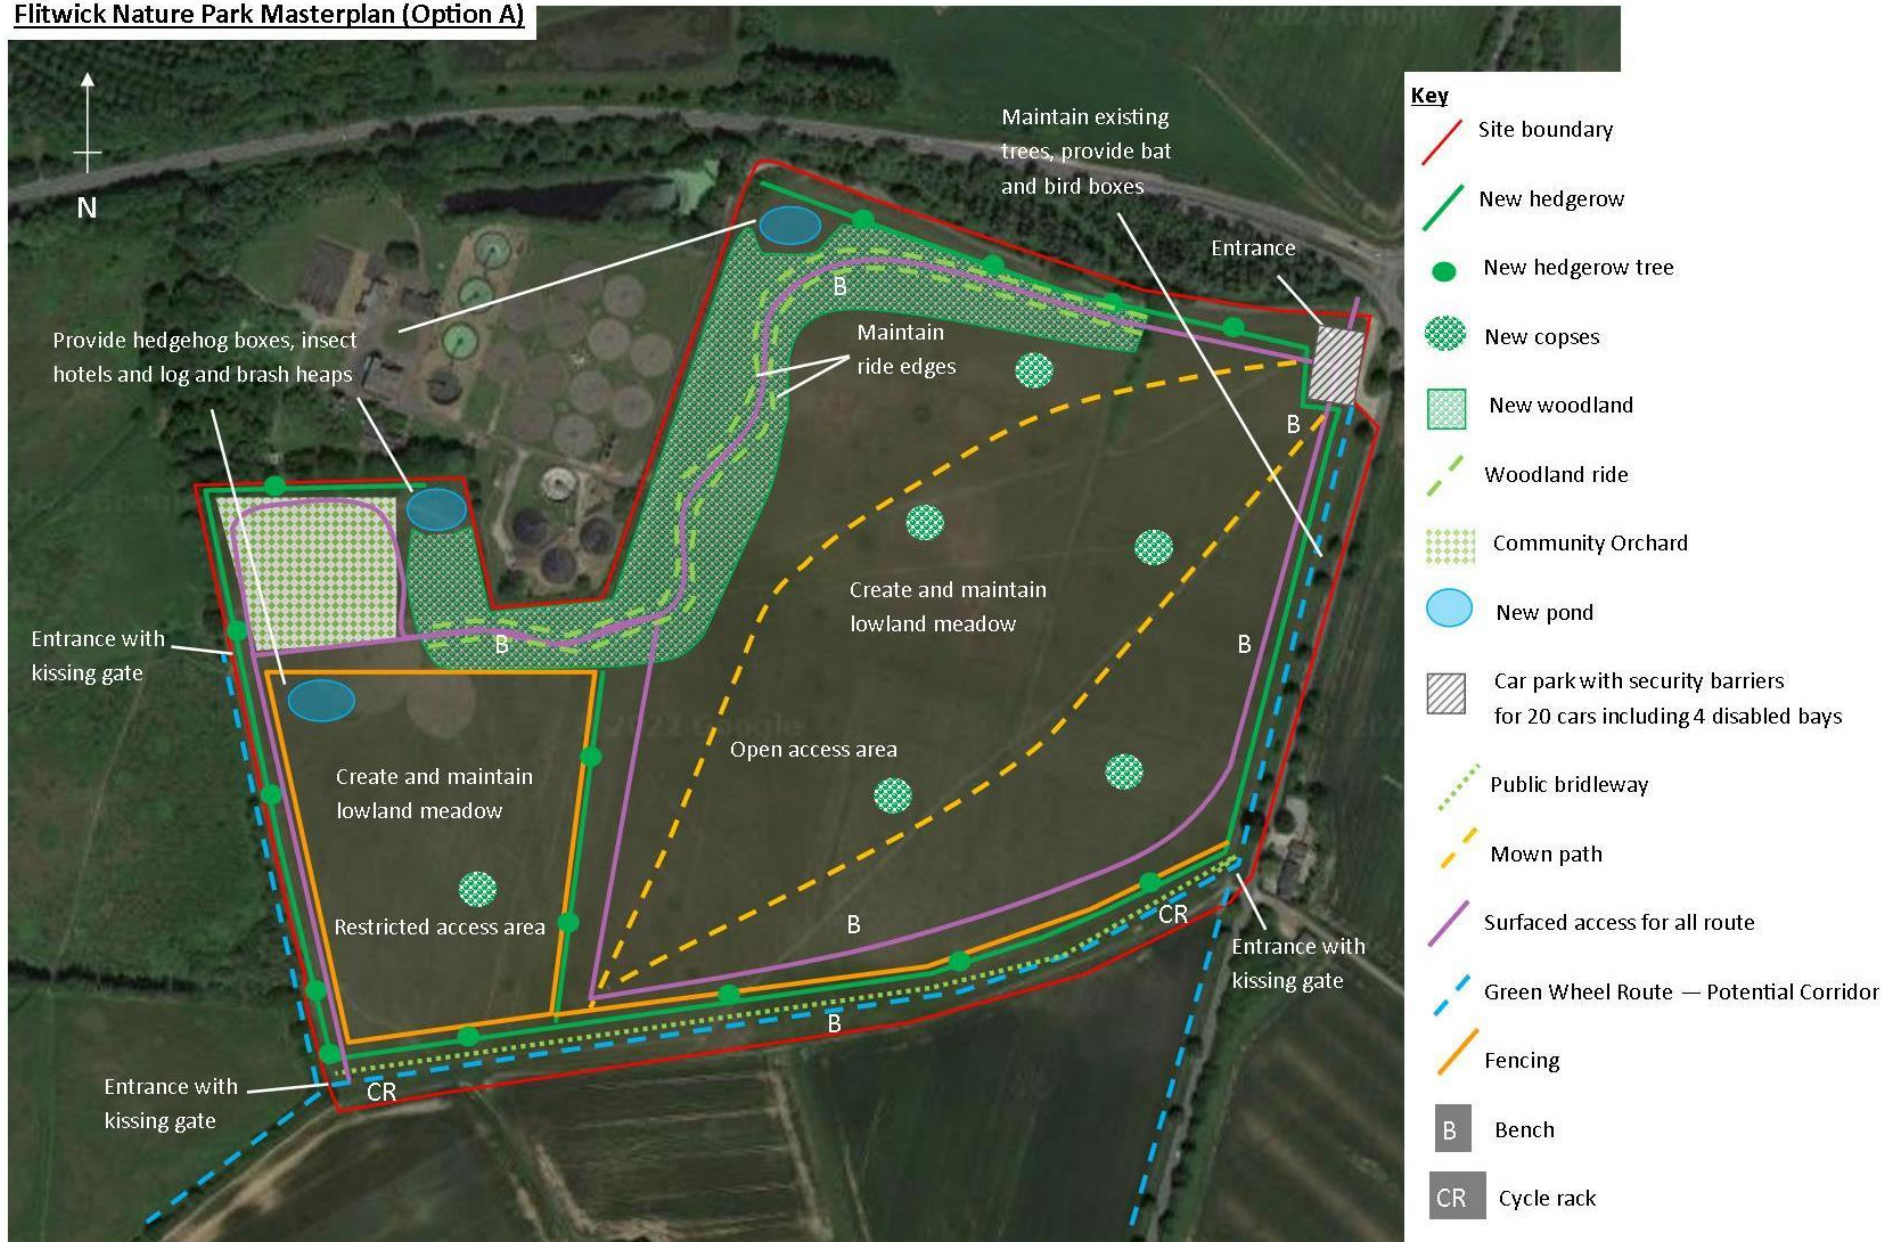 Flitwick Nature Park Masterplan (Option A)
N
Maintain existing
trees, provide bat
and bird boxes
Entrance
B
Maintain
ride edges
Provide hedgehog boxes, insect
hotels and log and brash heaps
B
Create and maintain
lowland meadow
Entrance with
kissing gate
B
B
Open access area
Create and maintain
lowland meadow
Restricted access area
B
CR
Entrance with
kissing gate
B
Entrance with
kissing gate
CR
Key
Site boundary
New hedgerow
New hedgerow tree
New copses
New woodland
Woodland ride
Community Orchard
New pond
Car park with security barriers
for 20 cars including 4 disabled bays
Public bridleway
Mown path
Surfaced access for all route
Green Wheel Route — Potential Corridor
Fencing
B Bench
CR Cycle rack